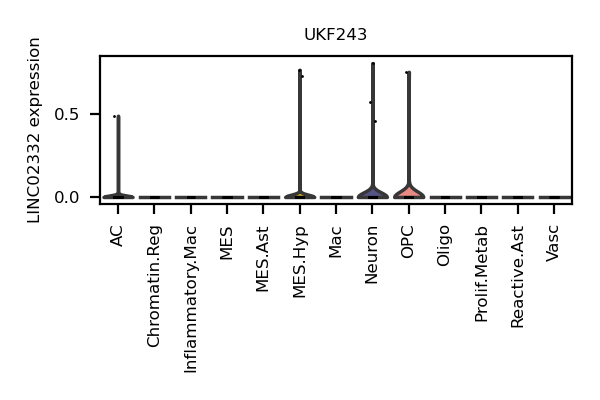 UKF243
LINC02332 expression
0.5
0.0
AC
Chromatin.Reg
Inflammatory.Mac
MES
MES.Ast
MES.Hyp
Mac
Neuron
OPC
Oligo
Prolif.Metab
Reactive.Ast
Vasc